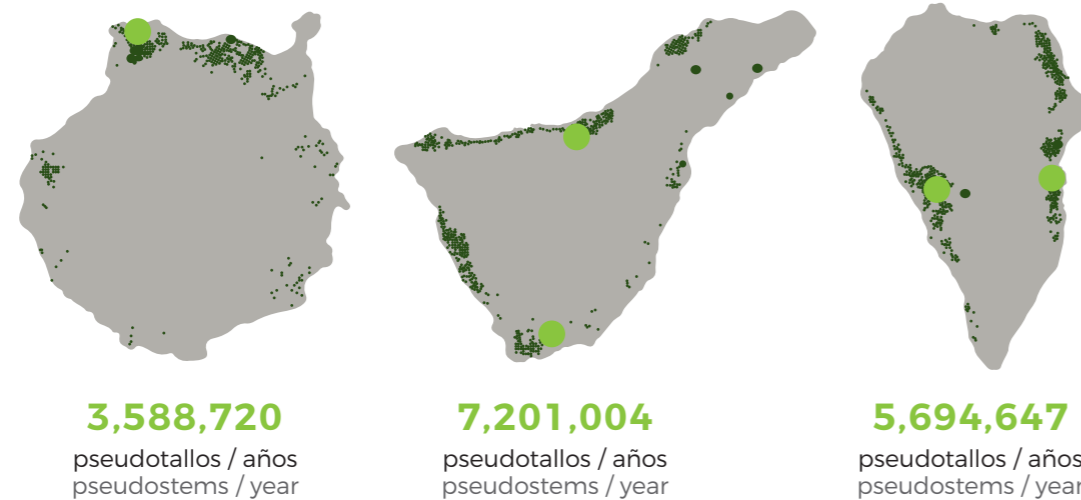 3,588,720
pseudotallos / años
pseudostems / year
7,201,004
pseudotallos / años
pseudostems / year
5,694,647
pseudotallos / años
pseudostems / year